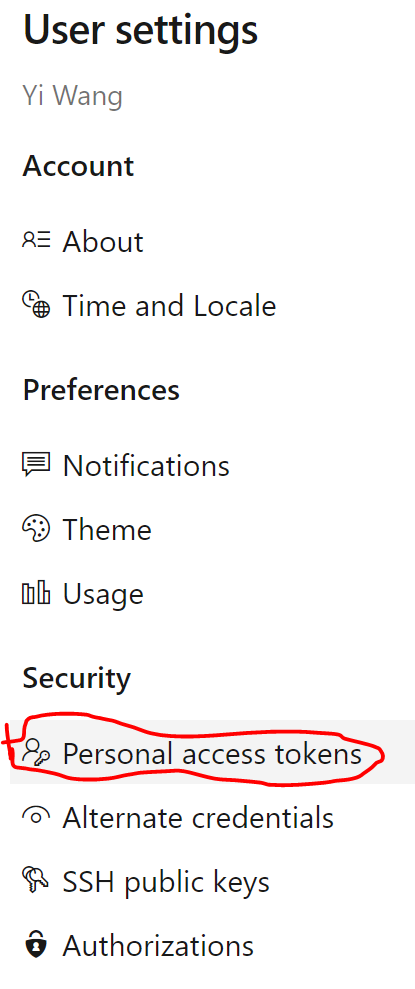 User settings
Yi Wang
Account
About
Time and Locale
Preferences
Notifications
Theme
Usage
Security
Personal access tokens
Alternate credentials
SSH public keys
Authorizations